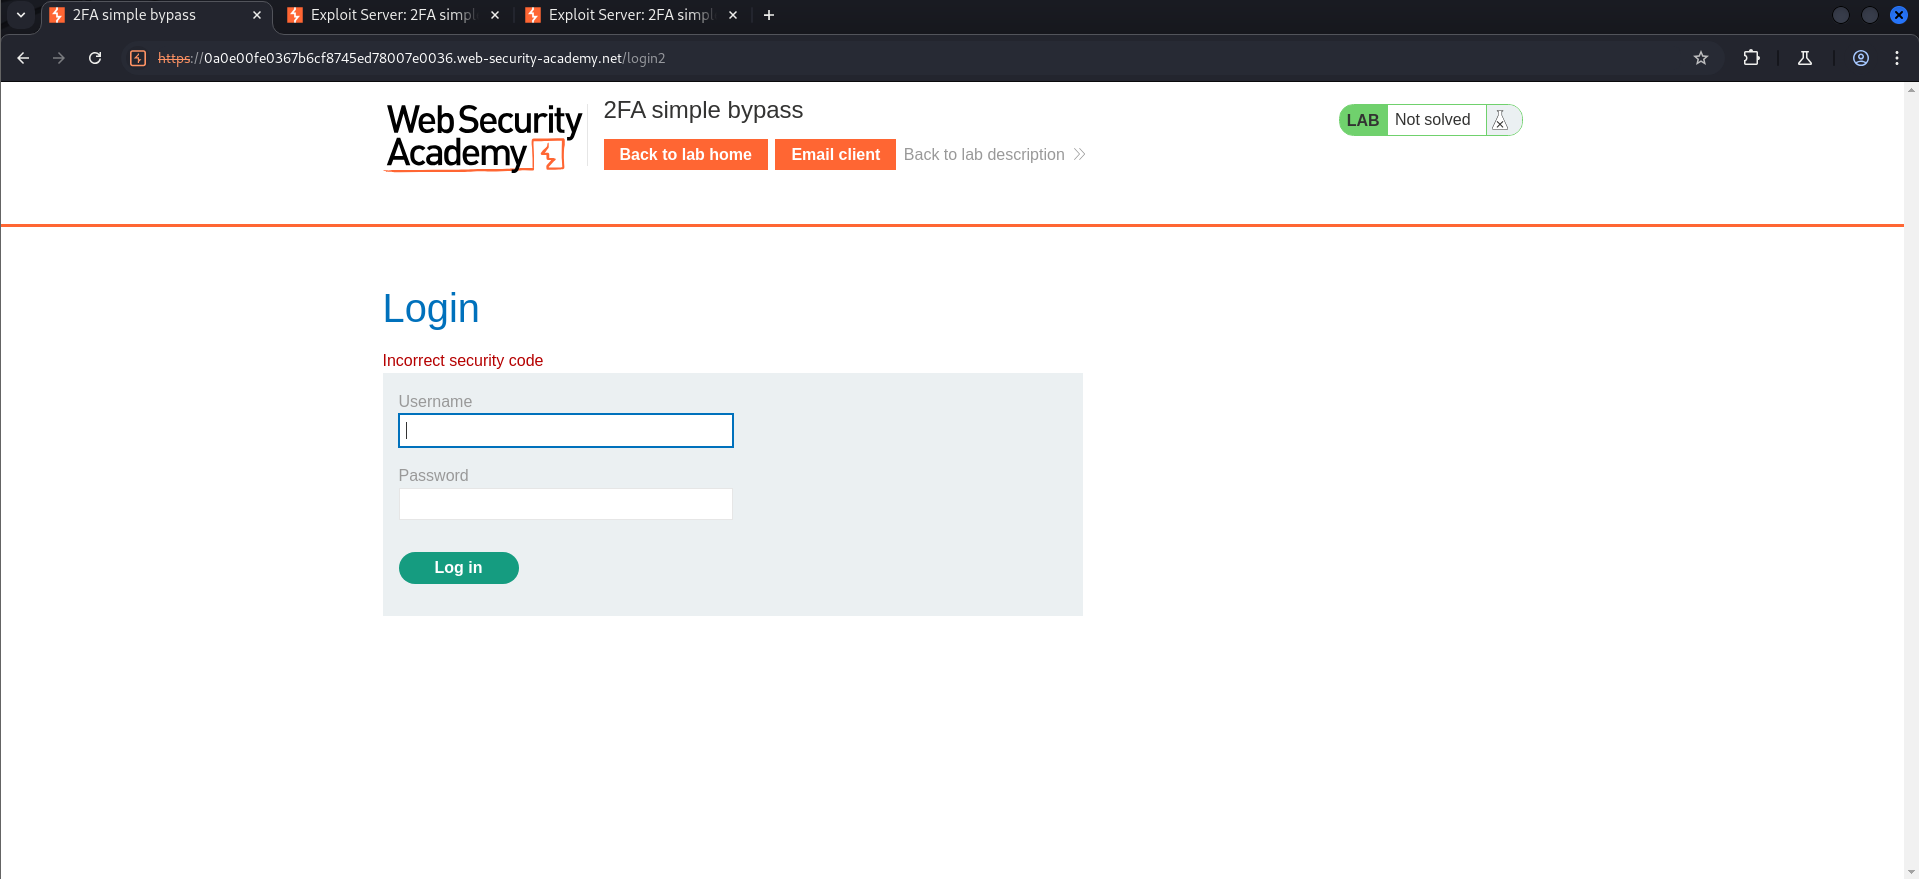 2FA simple bypass
Exploit Server: 2FA simpl
Exploit Server: 2FA simpl
https://0a0e00fe0367b6cf8745ed78007e0036.web-security-academy.net/login2
Web Security
Academy
2FA simple bypass
Back to lab home
Email client
Back to lab description
LAB
Not solved
Login
Incorrect security code
Username
Password
Log in